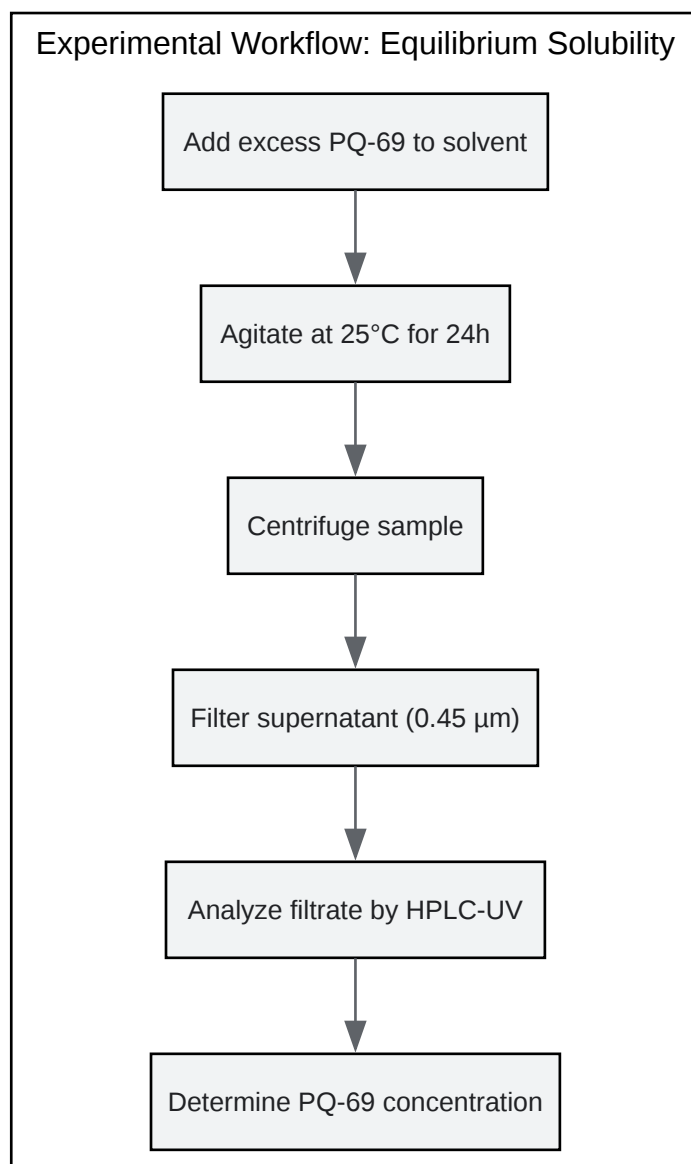 Experimental Workflow: Equilibrium Solubility
Add excess PQ-69 to solvent
Agitate at 25°C for 24h
Centrifuge sample
Filter supernatant (0.45 µm)
Analyze filtrate by HPLC-UV
Determine PQ-69 concentration